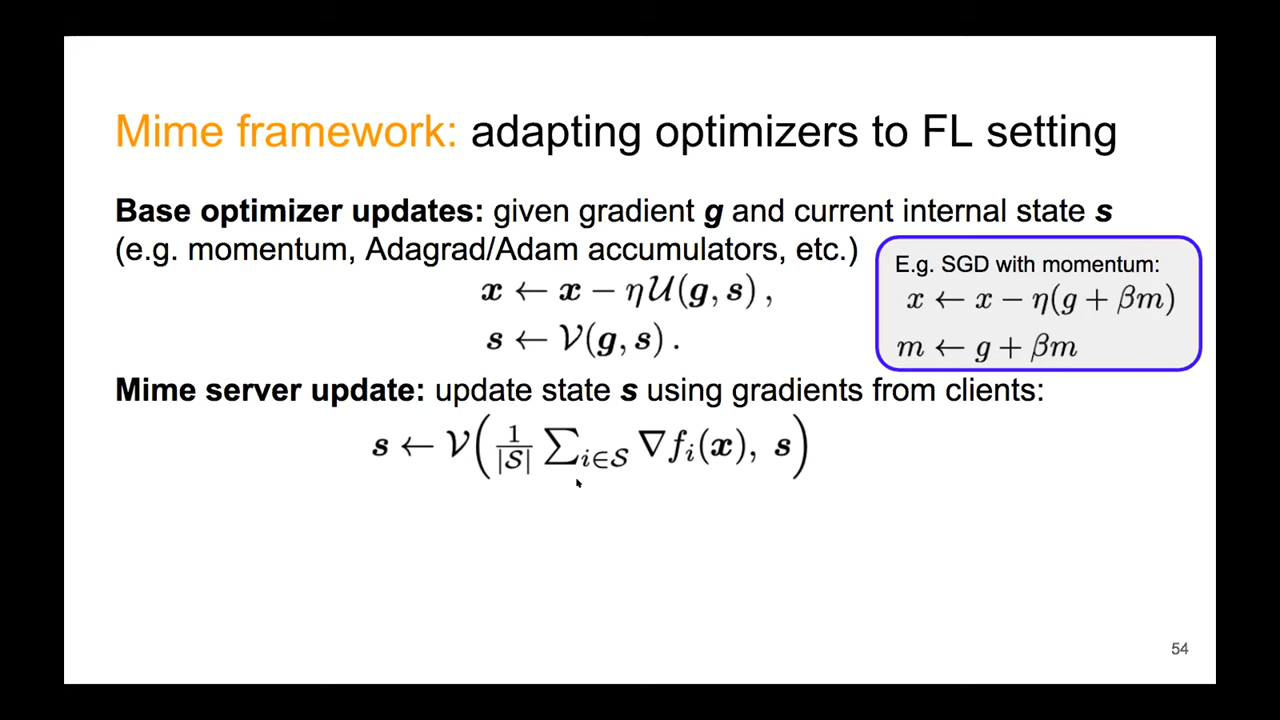 Mime framework: adapting optimizers to FL setting
Base optimizer updates: given gradient g and current internal state s
(e.g. momentum, Adagrad/Adam accumulators, etc.)
x ← x − η𝒰(g, s) ,
s ← 𝒱(g, s) .
E.g. SGD with momentum:
x ← x − η(g + βm)
m ← g + βm
Mime server update: update state s using gradients from clients:
s ← 𝒱( 1/|𝒮| ∑i∈𝒮 ∇fi(x), s )
54